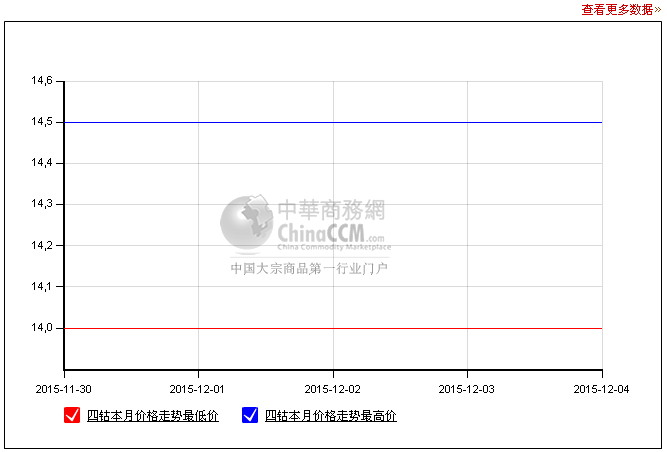 查看更多数据»
14,6
14,5
14,4
14,3
14,2
14,1
14,0
中華商務網
ChinaCCM.com
China Commodity Marketplace
中国大宗商品第一行业门户
2015-11-30 2015-12-01 2015-12-02 2015-12-03 2015-12-04
四钴本月价格走势最低价 四钴本月价格走势最高价